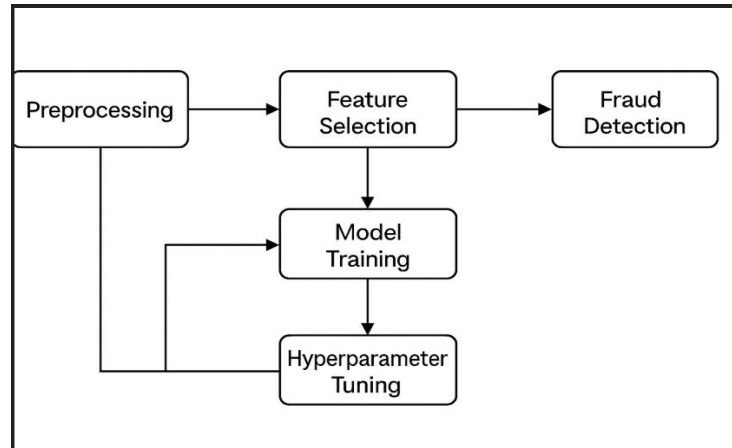 Preprocessing
Feature
Selection
Fraud
Detection
Model
Training
Hyperparameter
Tuning